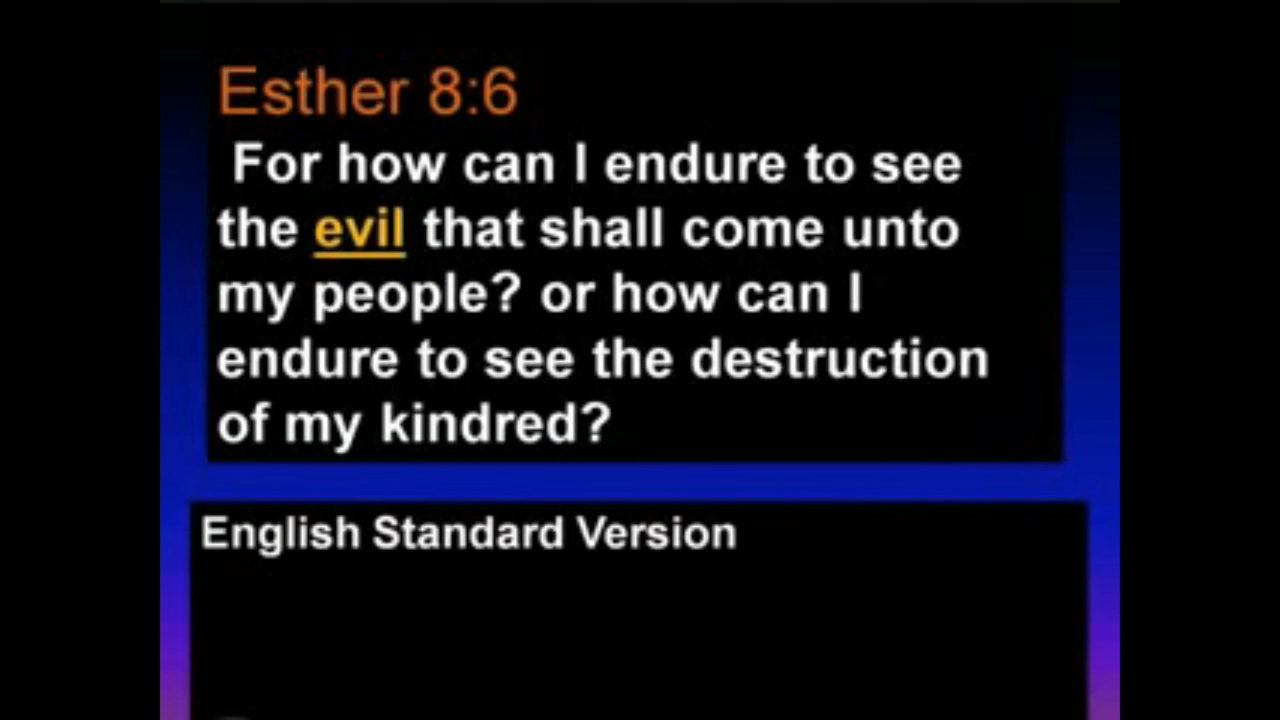 Esther 8:6
For how can I endure to see
the evil that shall come unto
my people? or how can I
endure to see the destruction
of my kindred?
English Standard Version